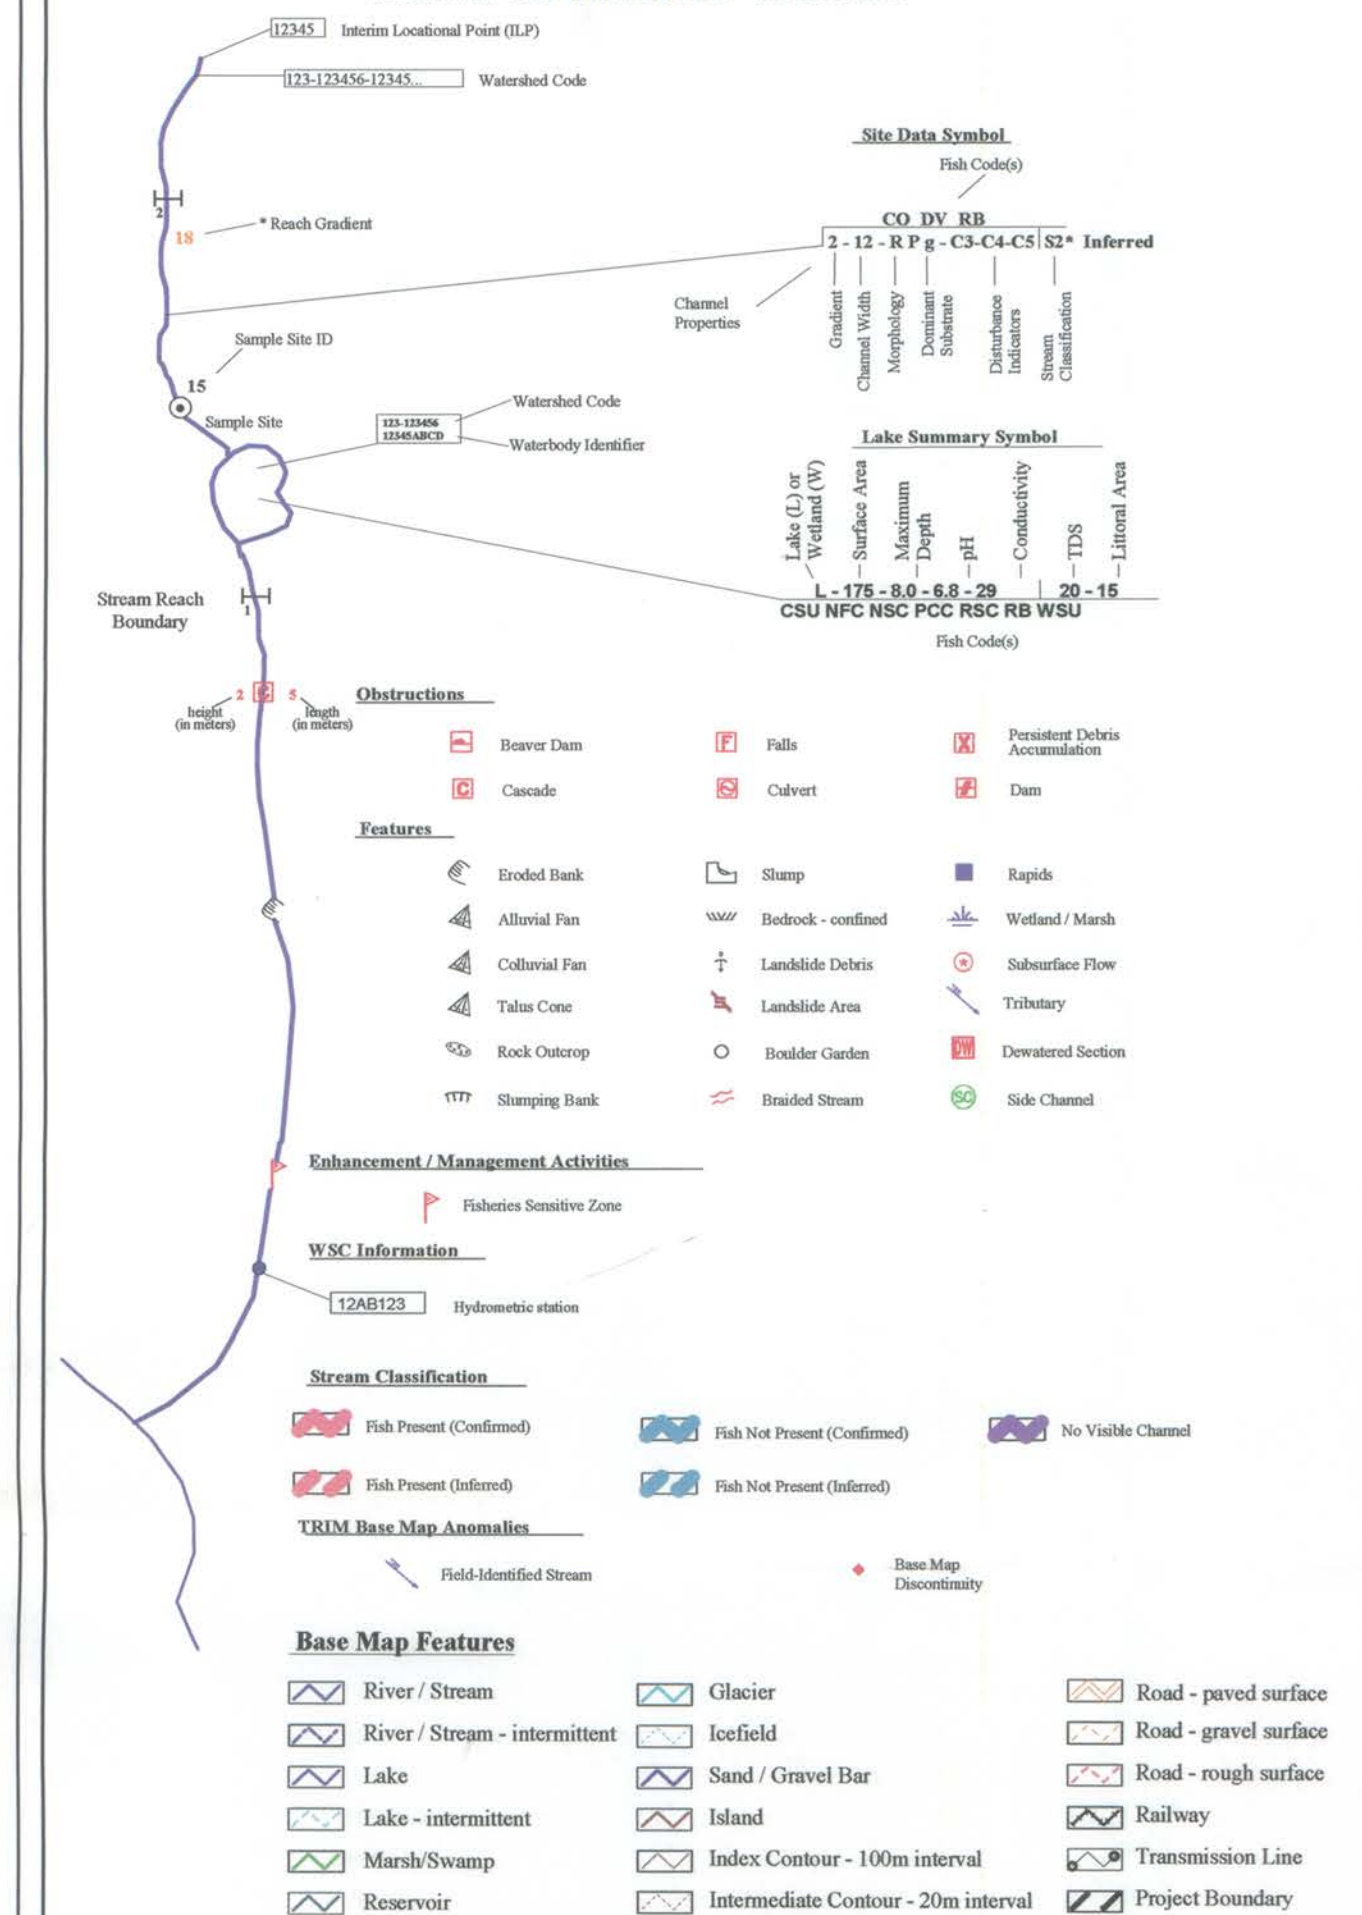 12345 Interim Locational Point (ILP)
123-123456-12345... Watershed Code
Site Data Symbol
Fish Code(s)
CO DV RB
2 - 12 - R P g - C3-C4-C5 S2* Inferred
2
18
* Reach Gradient
Channel
Properties
Gradient
Channel Width
Morphology
Dominant
Substrate
Disturbance
Indicators
Stream
Classification
Sample Site ID
15
Sample Site
123-123456
12345ABCD
Watershed Code
Waterbody Identifier
Lake Summary Symbol
Lake (L) or
Wetland (W)
Surface Area
Maximum
Depth
pH
Conductivity
TDS
Littoral Area
L - 175 - 8.0 - 6.8 - 29 20 - 15
CSU NFC NSC PCC RSC RB WSU
Fish Code(s)
Stream Reach
Boundary
1
2 C 5
height
(in meters)
length
(in meters)
Obstructions
Beaver Dam
F Falls
X Persistent Debris
Accumulation
C Cascade
Culvert
Dam
Features
Eroded Bank
Slump
Rapids
Alluvial Fan
Bedrock - confined
Wetland / Marsh
Colluvial Fan
Landslide Debris
Subsurface Flow
Talus Cone
Landslide Area
Tributary
Rock Outcrop
Boulder Garden
DW Dewatered Section
Slumping Bank
Braided Stream
SC Side Channel
Enhancement / Management Activities
Fisheries Sensitive Zone
WSC Information
12AB123 Hydrometric station
Stream Classification
Fish Present (Confirmed)
Fish Not Present (Confirmed)
No Visible Channel
Fish Present (Inferred)
Fish Not Present (Inferred)
TRIM Base Map Anomalies
Field-Identified Stream
Base Map
Discontinuity
Base Map Features
River / Stream
Glacier
Road - paved surface
River / Stream - intermittent
Icefield
Road - gravel surface
Lake
Sand / Gravel Bar
Road - rough surface
Lake - intermittent
Island
Railway
Marsh/Swamp
Index Contour - 100m interval
Transmission Line
Reservoir
Intermediate Contour - 20m interval
Project Boundary